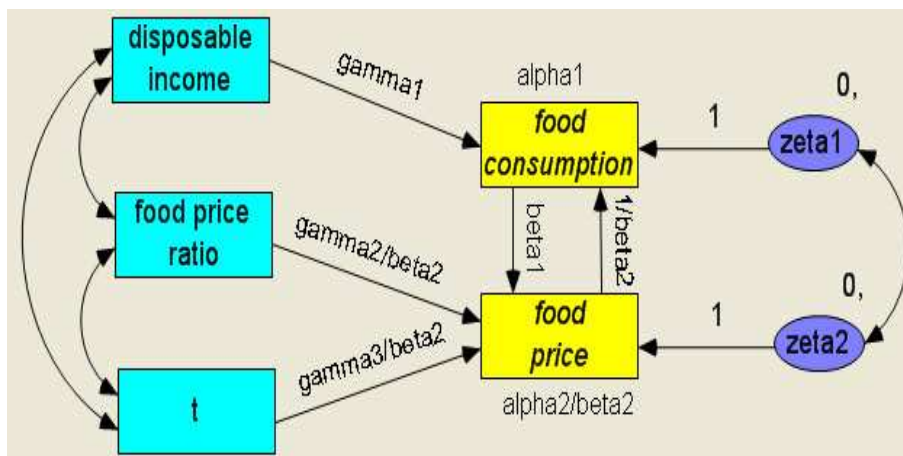 disposable
income
gamma1
alpha1
food
consumption
1
0,
zeta1
food price
ratio
gamma2/beta2
beta1
1/beta2
food
price
1
0,
zeta2
t
gamma3/beta2
alpha2/beta2